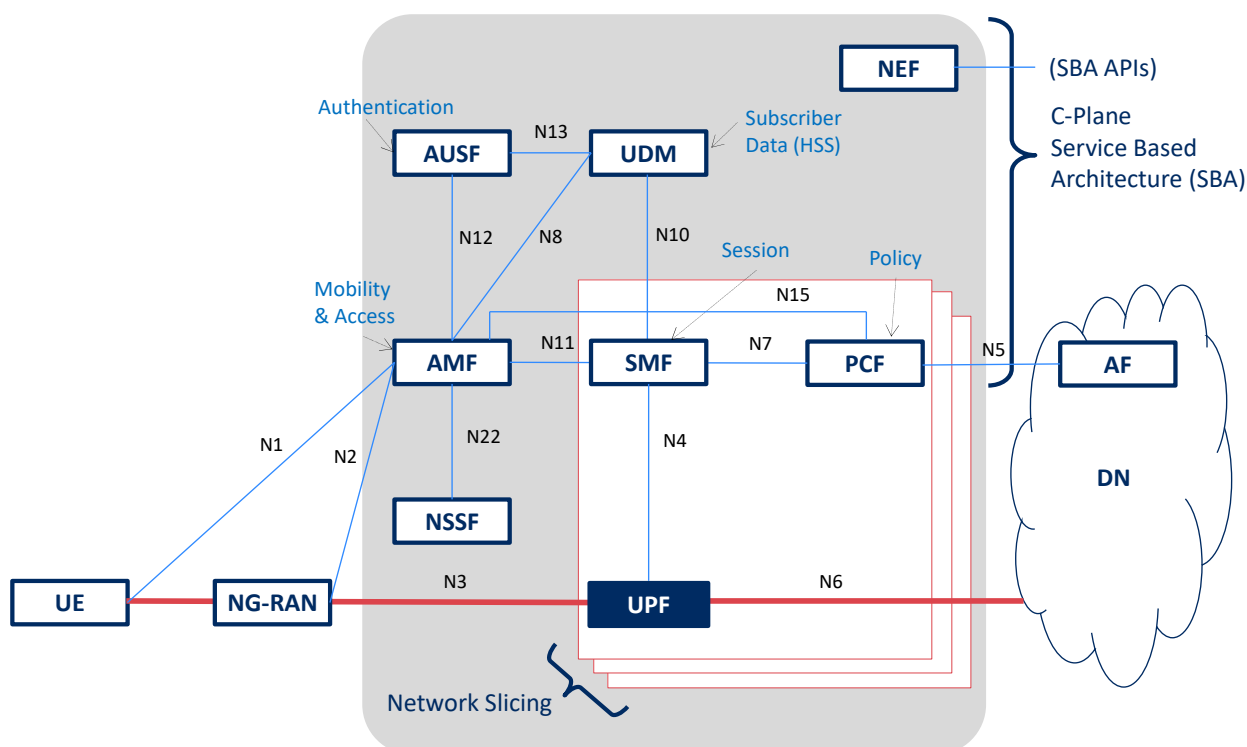 NEF
(SBA APIs)
Authentication
N13
Subscriber
Data (HSS)
C-Plane
Service Based
Architecture (SBA)
AUSF
UDM
N12
N8
N10
Session
Policy
Mobility
& Access
N15
AMF
N11
SMF
N7
PCF
N5
AF
N1
N2
N22
N4
DN
NSSF
UE
NG-RAN
N3
UPF
N6
Network Slicing